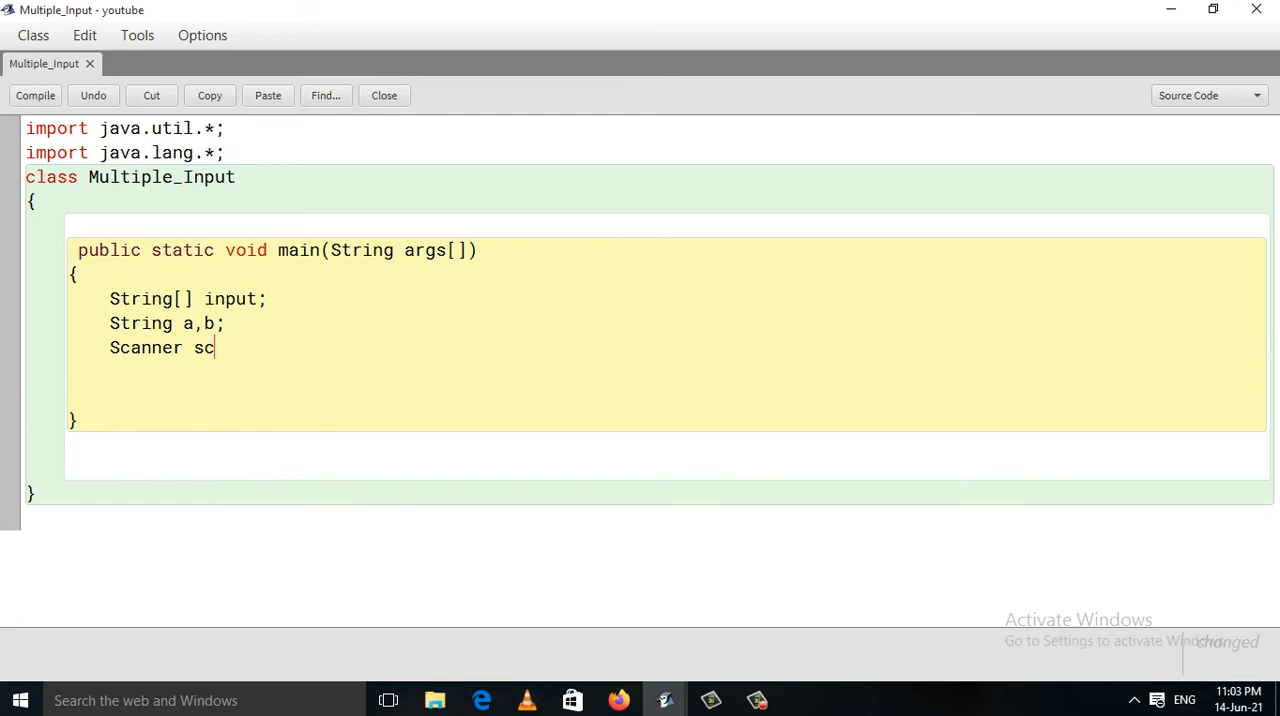 Multiple_Input - youtube
Class Edit Tools Options
Multiple_Input
Compile Undo Cut Copy Paste Find... Close Source Code
import java.util.*;
import java.lang.*;
class Multiple_Input
{
public static void main(String args[])
{
String[] input;
String a,b;
Scanner sc
}
}
Activate Windows
Go to Settings to activate Windows.
changed
Search the web and Windows
ENG
11:03 PM
14-Jun-21